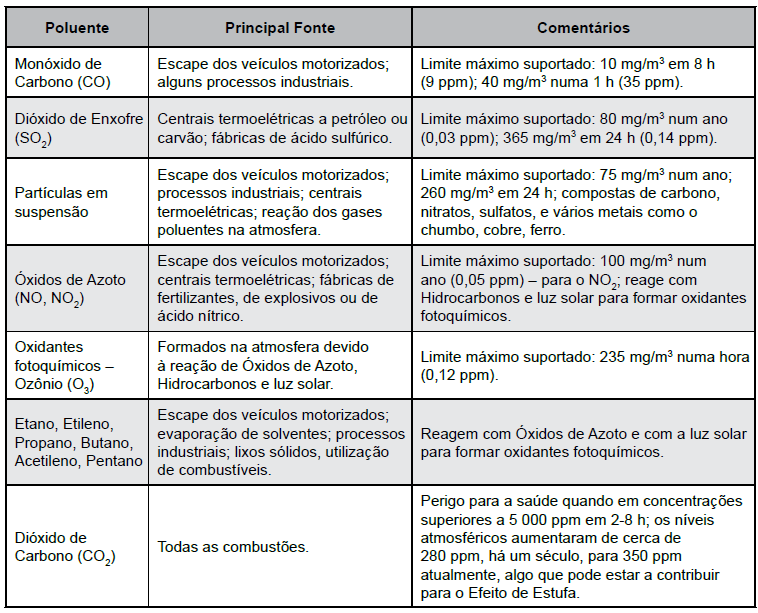 Poluente
Principal Fonte
Comentários
Monóxido de
Carbono (CO)
Escape dos veículos motorizados;
alguns processos industriais.
Limite máximo suportado: 10 mg/m³ em 8 h
(9 ppm); 40 mg/m³ numa 1 h (35 ppm).
Dióxido de Enxofre
(SO₂)
Centrais termoelétricas a petróleo ou
carvão; fábricas de ácido sulfúrico.
Limite máximo suportado: 80 mg/m³ num ano
(0,03 ppm); 365 mg/m³ em 24 h (0,14 ppm).
Partículas em
suspensão
Escape dos veículos motorizados;
processos industriais; centrais
termoelétricas; reação dos gases
poluentes na atmosfera.
Limite máximo suportado: 75 mg/m³ num ano;
260 mg/m³ em 24 h; compostas de carbono,
nitratos, sulfatos, e vários metais como o
chumbo, cobre, ferro.
Óxidos de Azoto
(NO, NO₂)
Escape dos veículos motorizados;
centrais termoelétricas; fábricas de
fertilizantes, de explosivos ou de
ácido nítrico.
Limite máximo suportado: 100 mg/m³ num
ano (0,05 ppm) – para o NO₂; reage com
Hidrocarbonos e luz solar para formar oxidantes
fotoquímicos.
Oxidantes
fotoquímicos –
Ozônio (O₃)
Formados na atmosfera devido
à reação de Óxidos de Azoto,
Hidrocarbonos e luz solar.
Limite máximo suportado: 235 mg/m³ numa hora
(0,12 ppm).
Etano, Etileno,
Propano, Butano,
Acetileno, Pentano
Escape dos veículos motorizados;
evaporação de solventes; processos
industriais; lixos sólidos, utilização
de combustíveis.
Reagem com Óxidos de Azoto e com a luz solar
para formar oxidantes fotoquímicos.
Dióxido de
Carbono (CO₂)
Todas as combustões.
Perigo para a saúde quando em concentrações
superiores a 5 000 ppm em 2-8 h; os níveis
atmosféricos aumentaram de cerca de
280 ppm, há um século, para 350 ppm
atualmente, algo que pode estar a contribuir
para o Efeito de Estufa.